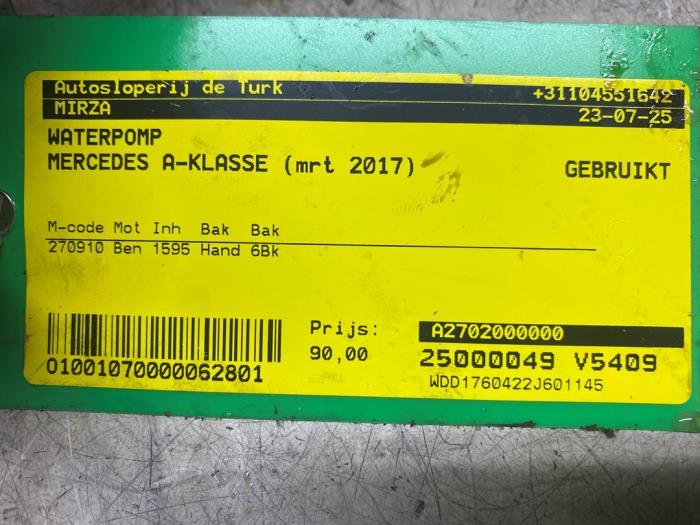 Autosloperij de Turk +31104551642
MIRZA 23-07-25
WATERPOMP
MERCEDES A-KLASSE (mrt 2017) GEBRUIKT
M-code Mot Inh Bak Bak
270910 Ben 1595 Hand 6Bk
Prijs: A2702000000
90,00 25000049 V5409
01001070000062801 WDD1760422J601145